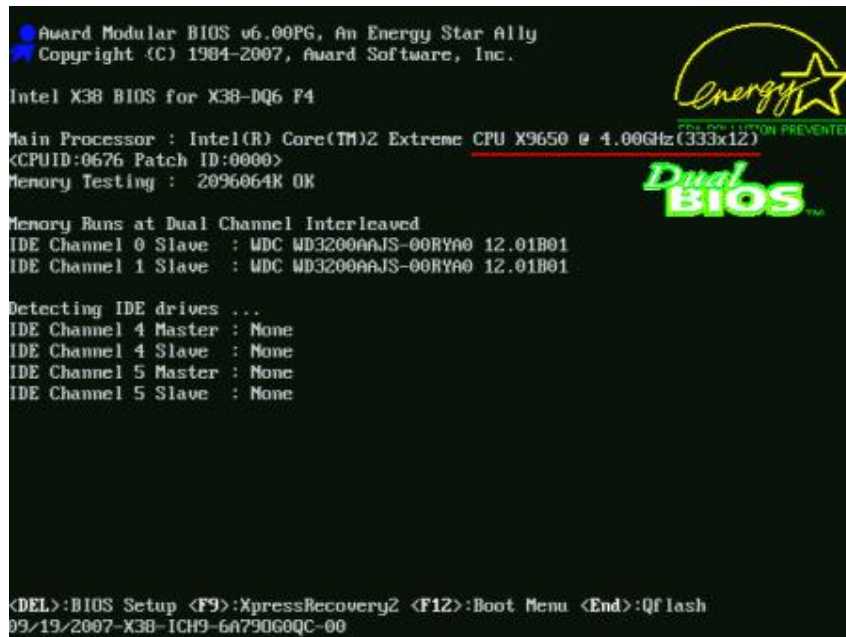 Award Modular BIOS v6.00PG, An Energy Star Ally
Copyright (C) 1984-2007, Award Software, Inc.
Intel X38 BIOS for X38-DQ6 F4
energy
Main Processor : Intel(R) Core(TM)2 Extreme CPU X9650 @ 4.00GHz(333x12)
EPA POLLUTION PREVENTER
<CPUID:0676 Patch ID:0000>
Memory Testing :  2096064K OK
Dual
BIOS TM
Memory Runs at Dual Channel Interleaved
IDE Channel 0 Slave  : WDC WD3200AAJS-00RYA0 12.01B01
IDE Channel 1 Slave  : WDC WD3200AAJS-00RYA0 12.01B01
Detecting IDE drives ...
IDE Channel 4 Master : None
IDE Channel 4 Slave  : None
IDE Channel 5 Master : None
IDE Channel 5 Slave  : None
<DEL>:BIOS Setup <F9>:XpressRecovery2 <F12>:Boot Menu <End>:Qflash
09/19/2007-X38-ICH9-6A790G0QC-00